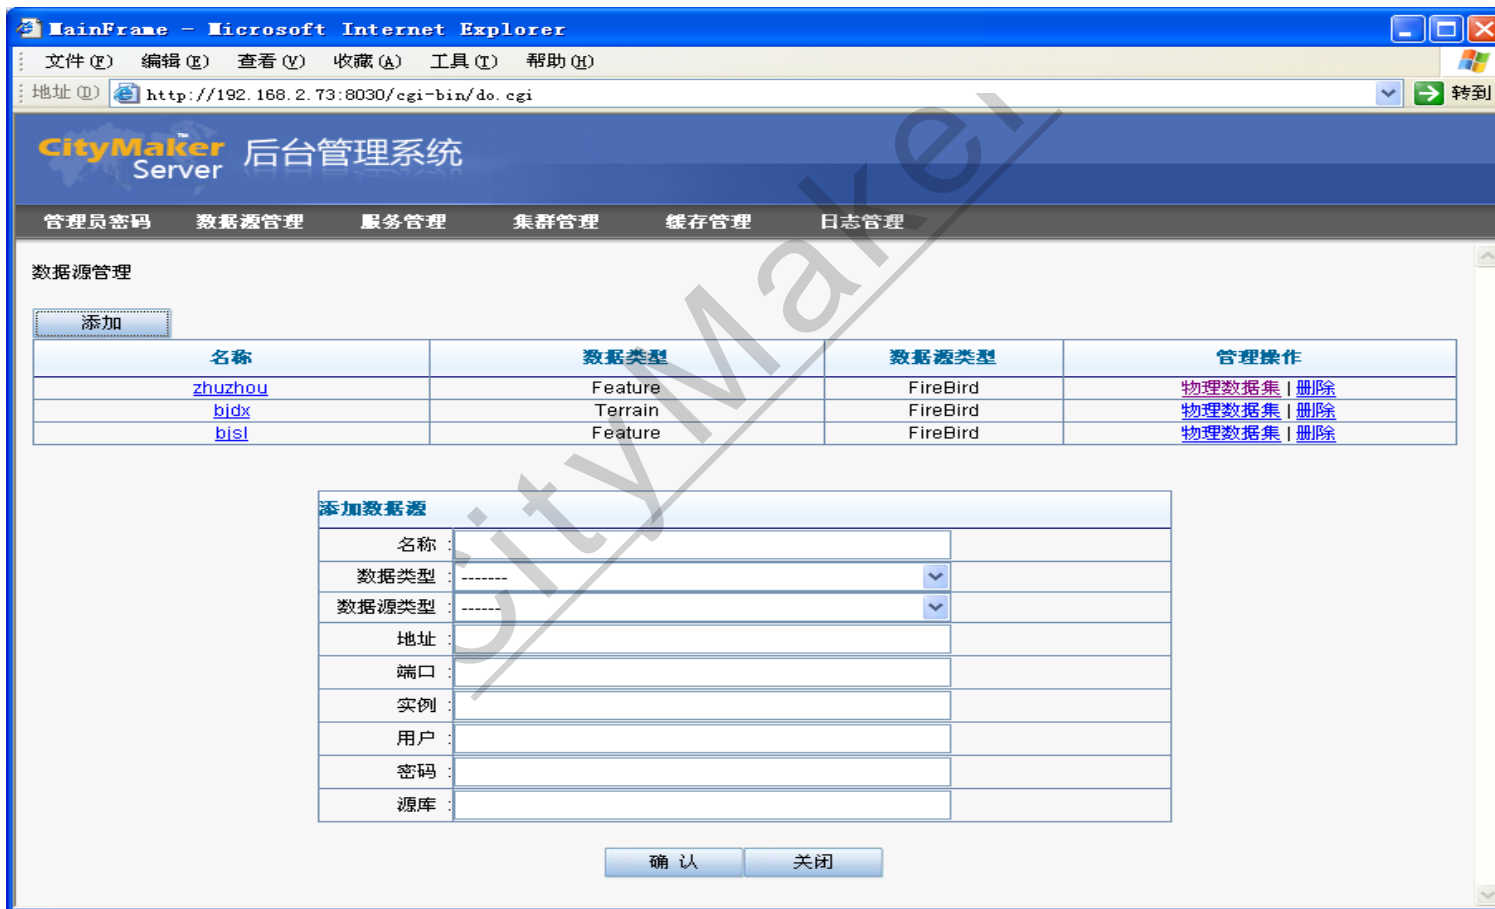 MainFrame - Microsoft Internet Explorer
文件(F) 编辑(E) 查看(V) 收藏(A) 工具(T) 帮助(H)
地址(D) http://192.168.2.73:8030/cgi-bin/do.cgi 转到
CityMaker™ Server 后台管理系统
管理员密码 数据源管理 服务管理 集群管理 缓存管理 日志管理
数据源管理
添加
名称 数据类型 数据源类型 管理操作
zhuzhou Feature FireBird 物理数据集 | 删除
bjdx Terrain FireBird 物理数据集 | 删除
bjsl Feature FireBird 物理数据集 | 删除
添加数据源
名称 :
数据类型 : -------
数据源类型 : ------
地址 :
端口 :
实例 :
用户 :
密码 :
源库 :
确 认 关闭
CityMaker